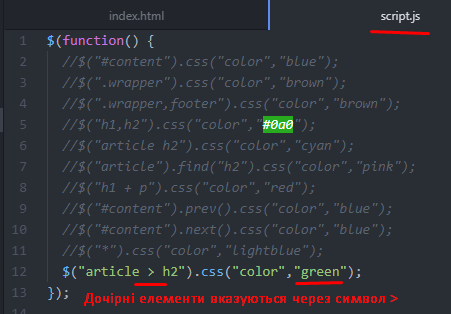 index.html script.js
1 $(function() {
2 //$("#content").css("color","blue");
3 //$(".wrapper").css("color","brown");
4 //$(".wrapper,footer").css("color","brown");
5 //$("h1,h2").css("color","#0a0");
6 //$("article h2").css("color","cyan");
7 //$("article").find("h2").css("color","pink");
8 //$("h1 + p").css("color","red");
9 //$("#content").prev().css("color","blue");
10 //$("#content").next().css("color","blue");
11 //$("*").css("color","lightblue");
12 $("article > h2").css("color","green");
13 });
Дочірні елементи вказуються через символ >